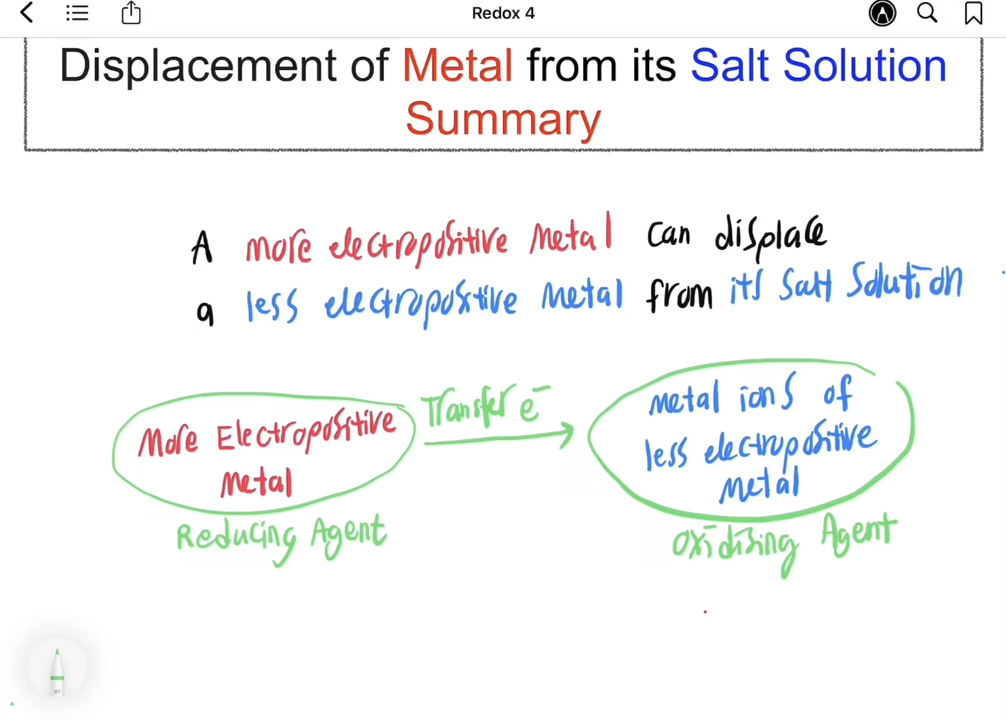 Redox 4
Displacement of Metal from its Salt Solution
Summary
A more electropositive metal can displace
a less electropositive metal from its salt solution
More Electropositive
metal
Transfer e⁻
metal ions of
less electropositive
metal
Reducing Agent
Oxidising Agent
97